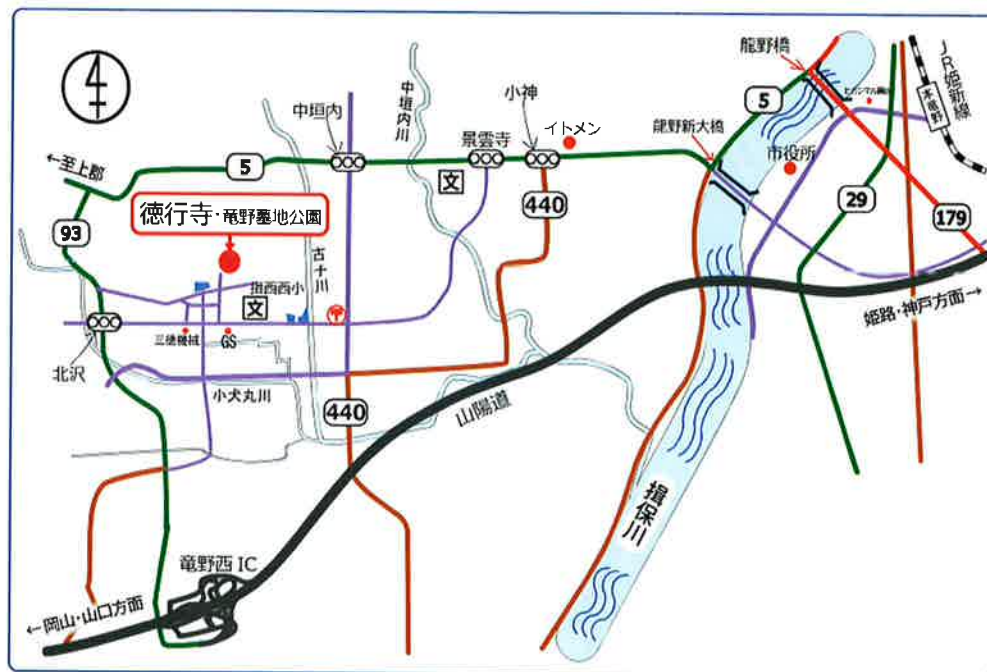 龍野橋
JR姫新線
本竜野
5
中垣内
中垣内川
小神
景雲寺
イトメン
龍野新大橋
市役所
←至上郡
5
文
徳行寺・竜野墓地公園
93
440
29
179
古子川
揖西西小
文
姫路・神戸方面→
三徳機械
GS
北沢
小犬丸川
440
山陽道
揖保川
竜野西IC
←岡山・山口方面